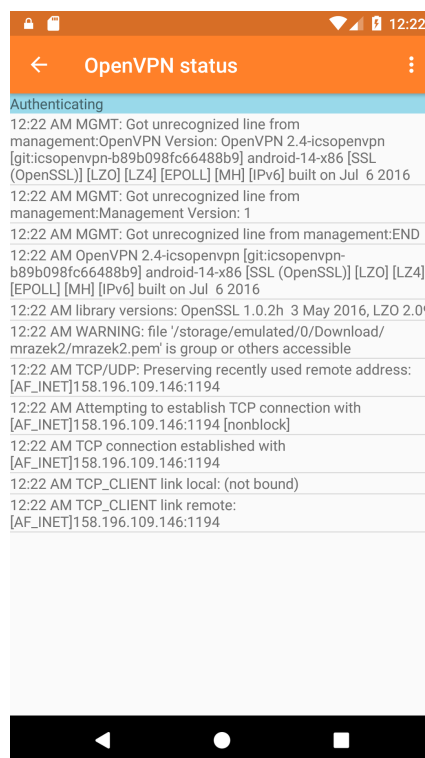 12:22
OpenVPN status
Authenticating
12:22 AM MGMT: Got unrecognized line from
management:OpenVPN Version: OpenVPN 2.4-icsopenvpn
[git:icsopenvpn-b89b098fc66488b9] android-14-x86 [SSL
(OpenSSL)] [LZO] [LZ4] [EPOLL] [MH] [IPv6] built on Jul  6 2016
12:22 AM MGMT: Got unrecognized line from
management:Management Version: 1
12:22 AM MGMT: Got unrecognized line from management:END
12:22 AM OpenVPN 2.4-icsopenvpn [git:icsopenvpn-
b89b098fc66488b9] android-14-x86 [SSL (OpenSSL)] [LZO] [LZ4]
[EPOLL] [MH] [IPv6] built on Jul  6 2016
12:22 AM library versions: OpenSSL 1.0.2h  3 May 2016, LZO 2.0
12:22 AM WARNING: file '/storage/emulated/0/Download/
mrazek2/mrazek2.pem' is group or others accessible
12:22 AM TCP/UDP: Preserving recently used remote address:
[AF_INET]158.196.109.146:1194
12:22 AM Attempting to establish TCP connection with
[AF_INET]158.196.109.146:1194 [nonblock]
12:22 AM TCP connection established with
[AF_INET]158.196.109.146:1194
12:22 AM TCP_CLIENT link local: (not bound)
12:22 AM TCP_CLIENT link remote:
[AF_INET]158.196.109.146:1194